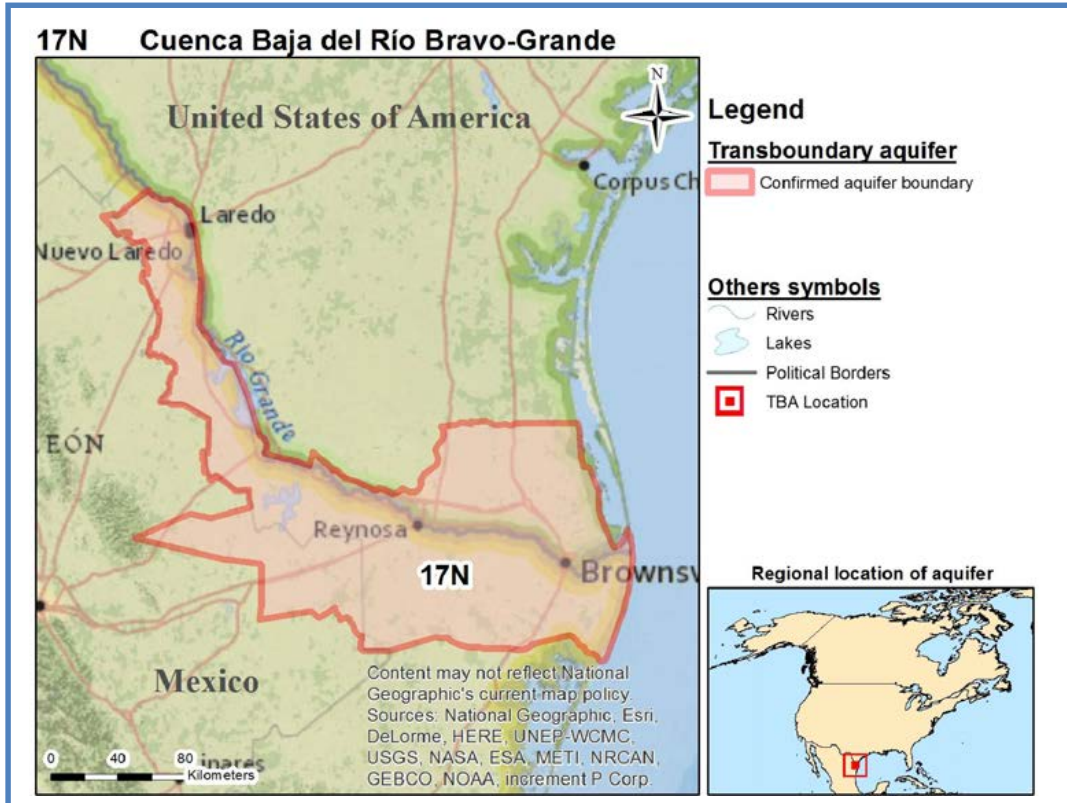 17N Cuenca Baja del Río Bravo-Grande
United States of America
N
Corpus Ch
Laredo
Nuevo Laredo
Río Grande
EÓN
Reynosa
17N
Brownsv
Mexico
inares
Content may not reflect National
Geographic's current map policy.
Sources: National Geographic, Esri,
DeLorme, HERE, UNEP-WCMC,
USGS, NASA, ESA, METI, NRCAN,
GEBCO, NOAA, increment P Corp.
0 40 80
Kilometers
Legend
Transboundary aquifer
Confirmed aquifer boundary
Others symbols
Rivers
Lakes
Political Borders
TBA Location
Regional location of aquifer